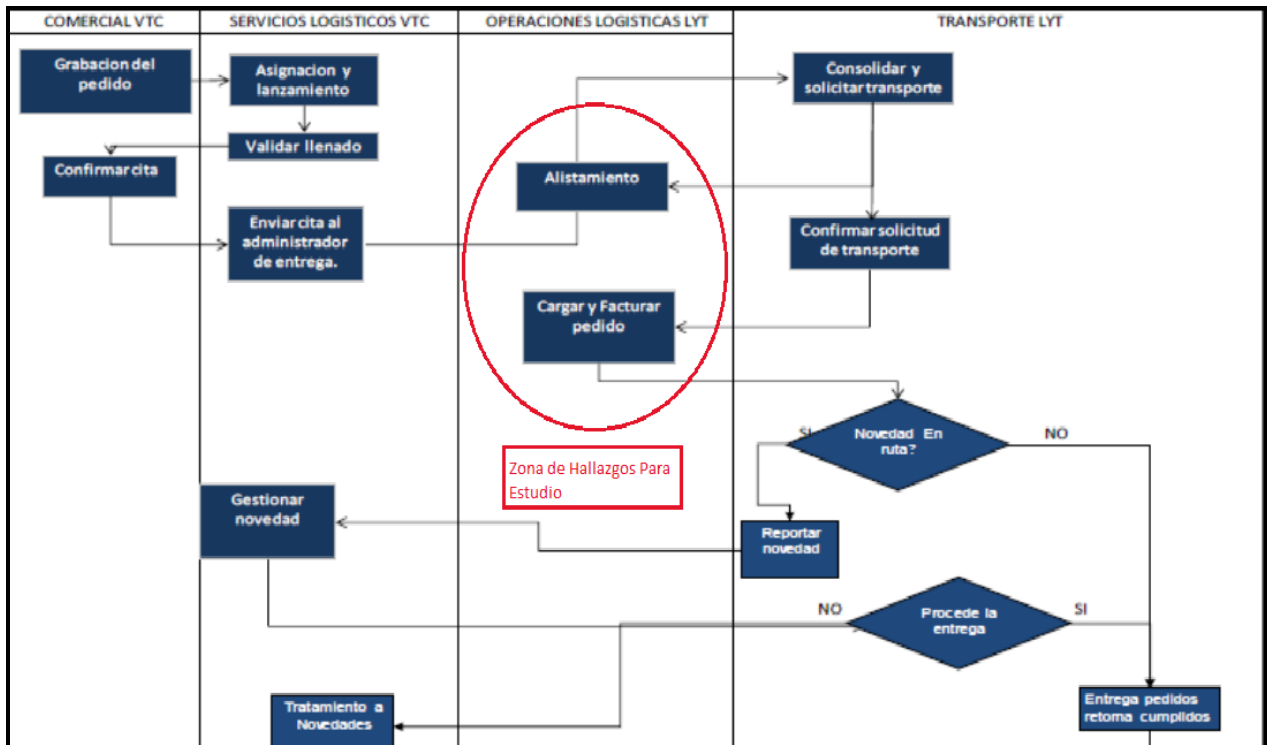 COMERCIAL VTC
SERVICIOS LOGISTICOS VTC
OPERACIONES LOGISTICAS LYT
TRANSPORTE LYT
Grabacion del
pedido
Asignacion y
lanzamiento
Consolidar y
solicitar transporte
Validar llenado
Confirmar cita
Alistamiento
Enviar cita al
administrador
de entrega.
Confirmar solicitud
de transporte
Cargar y Facturar
pedido
Novedad En
ruta?
SI
NO
Zona de Hallazgos Para
Estudio
Gestionar
novedad
Reportar
novedad
NO
Procede la
entrega
SI
Tratamiento a
Novedades
Entrega pedidos
retorna cumplidos